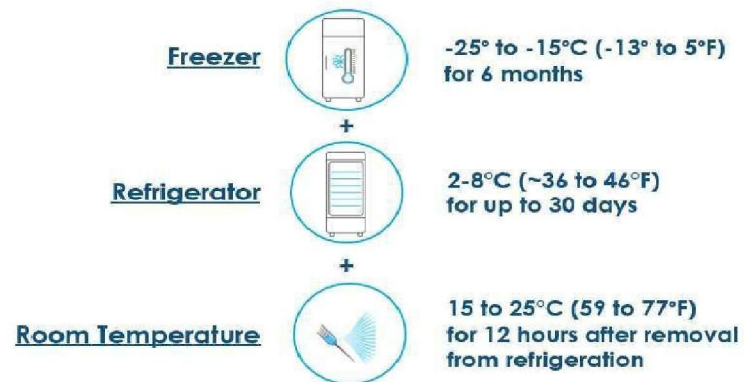 Freezer
-25° to -15°C (-13° to 5°F)
for 6 months
+
Refrigerator
2-8°C (~36 to 46°F)
for up to 30 days
+
Room Temperature
15 to 25°C (59 to 77°F)
for 12 hours after removal
from refrigeration